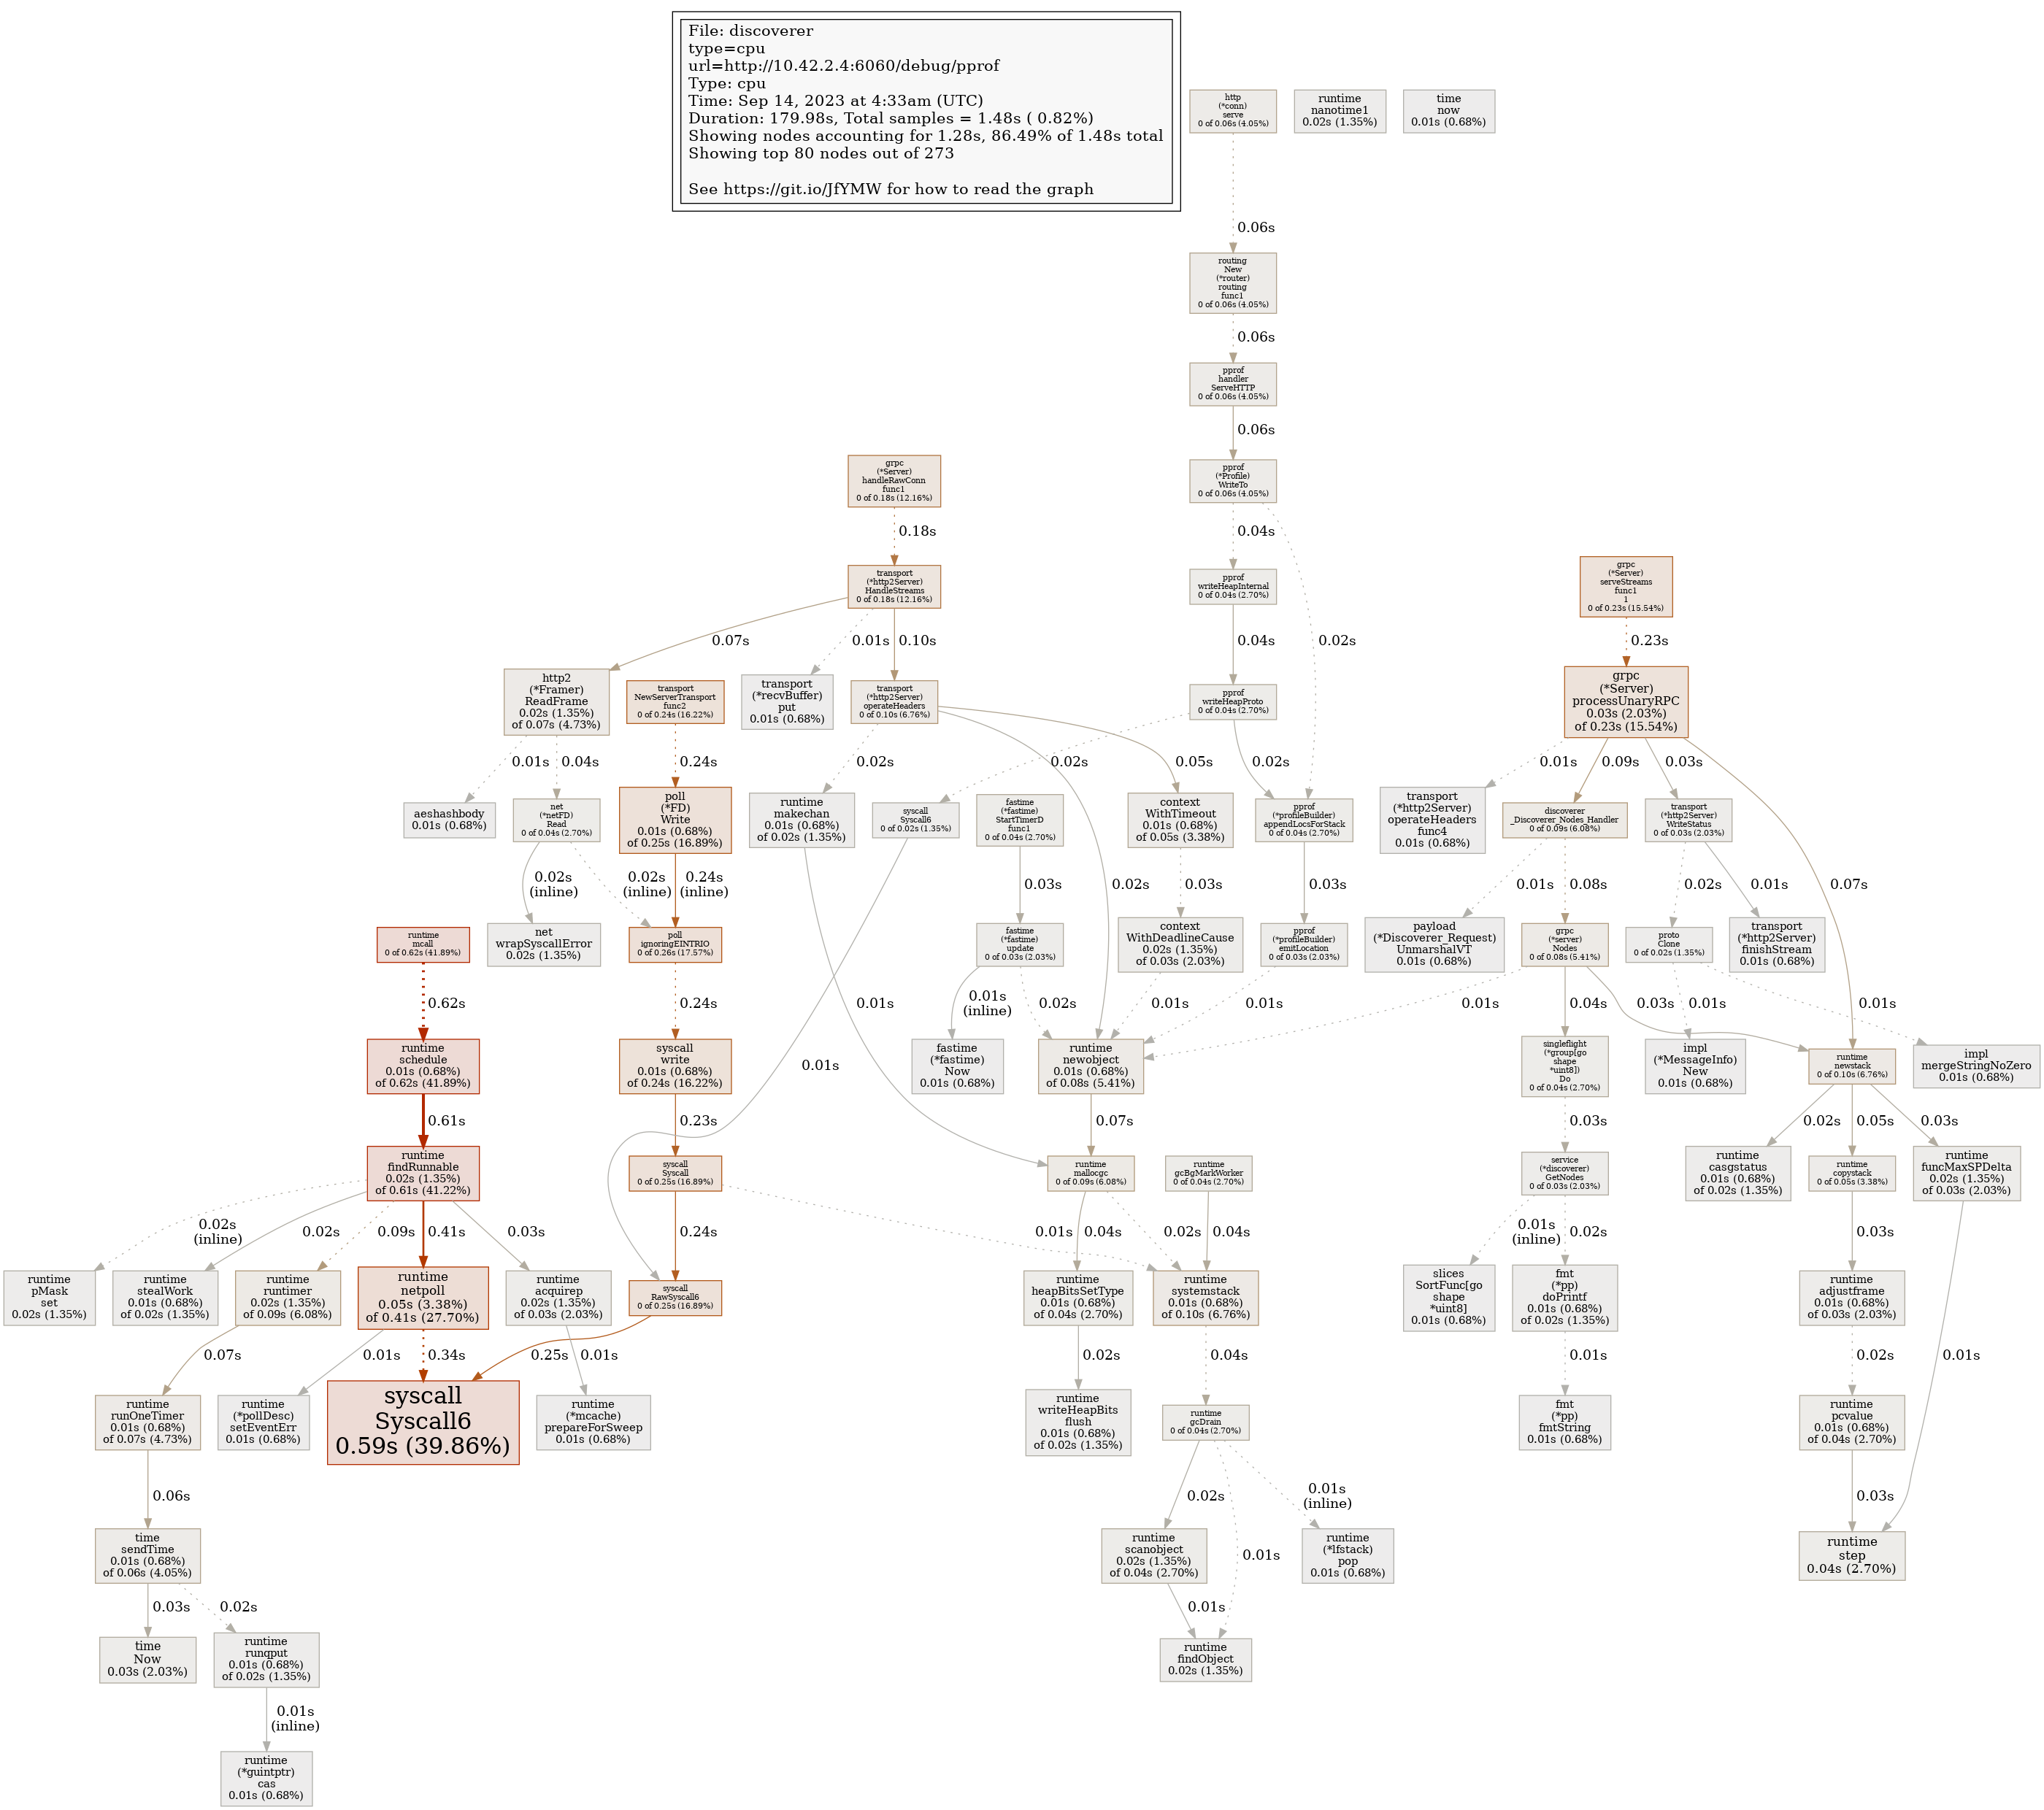 File: discoverer
type=cpu
url=http://10.42.2.4:6060/debug/pprof
Type: cpu
Time: Sep 14, 2023 at 4:33am (UTC)
Duration: 179.98s, Total samples = 1.48s ( 0.82%)
Showing nodes accounting for 1.28s, 86.49% of 1.48s total
Showing top 80 nodes out of 273
See https://git.io/JfYMW for how to read the graph
http
(*conn)
serve
0 of 0.06s (4.05%)
runtime
nanotime1
0.02s (1.35%)
time
now
0.01s (0.68%)
0.06s
routing
New
(*router)
routing
func1
0 of 0.06s (4.05%)
0.06s
pprof
handler
ServeHTTP
0 of 0.06s (4.05%)
0.06s
pprof
(*Profile)
WriteTo
0 of 0.06s (4.05%)
grpc
(*Server)
handleRawConn
func1
0 of 0.18s (12.16%)
0.18s
0.04s
0.02s
transport
(*http2Server)
HandleStreams
0 of 0.18s (12.16%)
pprof
writeHeapInternal
0 of 0.04s (2.70%)
grpc
(*Server)
serveStreams
func1
1
0 of 0.23s (15.54%)
0.07s
0.01s
0.10s
0.04s
0.23s
http2
(*Framer)
ReadFrame
0.02s (1.35%)
of 0.07s (4.73%)
transport
NewServerTransport
func2
0 of 0.24s (16.22%)
transport
(*recvBuffer)
put
0.01s (0.68%)
transport
(*http2Server)
operateHeaders
0 of 0.10s (6.76%)
pprof
writeHeapProto
0 of 0.04s (2.70%)
grpc
(*Server)
processUnaryRPC
0.03s (2.03%)
of 0.23s (15.54%)
0.01s
0.04s
0.24s
0.02s
0.02s
0.05s
0.02s
0.01s
0.09s
0.03s
aeshashbody
0.01s (0.68%)
net
(*netFD)
Read
0 of 0.04s (2.70%)
poll
(*FD)
Write
0.01s (0.68%)
of 0.25s (16.89%)
runtime
makechan
0.01s (0.68%)
of 0.02s (1.35%)
syscall
Syscall6
0 of 0.02s (1.35%)
fastime
(*fastime)
StartTimerD
func1
0 of 0.04s (2.70%)
context
WithTimeout
0.01s (0.68%)
of 0.05s (3.38%)
pprof
(*profileBuilder)
appendLocsForStack
0 of 0.04s (2.70%)
transport
(*http2Server)
operateHeaders
func4
0.01s (0.68%)
discoverer
_Discoverer_Nodes_Handler
0 of 0.09s (6.08%)
transport
(*http2Server)
WriteStatus
0 of 0.03s (2.03%)
0.02s
(inline)
0.02s
(inline)
0.24s
(inline)
0.03s
0.02s
0.03s
0.03s
0.01s
0.08s
0.02s
0.01s
0.07s
runtime
mcall
0 of 0.62s (41.89%)
net
wrapSyscallError
0.02s (1.35%)
poll
ignoringEINTRIO
0 of 0.26s (17.57%)
fastime
(*fastime)
update
0 of 0.03s (2.03%)
context
WithDeadlineCause
0.02s (1.35%)
of 0.03s (2.03%)
pprof
(*profileBuilder)
emitLocation
0 of 0.03s (2.03%)
payload
(*Discoverer_Request)
UnmarshalVT
0.01s (0.68%)
grpc
(*server)
Nodes
0 of 0.08s (5.41%)
proto
Clone
0 of 0.02s (1.35%)
transport
(*http2Server)
finishStream
0.01s (0.68%)
0.62s
0.24s
0.01s
0.01s
0.01s
(inline)
0.02s
0.01s
0.01s
0.01s
0.04s
0.03s
0.01s
0.01s
runtime
schedule
0.01s (0.68%)
of 0.62s (41.89%)
syscall
write
0.01s (0.68%)
of 0.24s (16.22%)
fastime
(*fastime)
Now
0.01s (0.68%)
runtime
newobject
0.01s (0.68%)
of 0.08s (5.41%)
singleflight
(*group[go
shape
*uint8])
Do
0 of 0.04s (2.70%)
impl
(*MessageInfo)
New
0.01s (0.68%)
runtime
newstack
0 of 0.10s (6.76%)
impl
mergeStringNoZero
0.01s (0.68%)
0.61s
0.23s
0.07s
0.03s
0.02s
0.05s
0.03s
runtime
findRunnable
0.02s (1.35%)
of 0.61s (41.22%)
syscall
Syscall
0 of 0.25s (16.89%)
runtime
mallocgc
0 of 0.09s (6.08%)
runtime
gcBgMarkWorker
0 of 0.04s (2.70%)
service
(*discoverer)
GetNodes
0 of 0.03s (2.03%)
runtime
casgstatus
0.01s (0.68%)
of 0.02s (1.35%)
runtime
copystack
0 of 0.05s (3.38%)
runtime
funcMaxSPDelta
0.02s (1.35%)
of 0.03s (2.03%)
0.02s
(inline)
0.02s
0.09s
0.41s
0.03s
0.24s
0.01s
0.04s
0.02s
0.04s
0.01s
(inline)
0.02s
0.03s
runtime
pMask
set
0.02s (1.35%)
runtime
stealWork
0.01s (0.68%)
of 0.02s (1.35%)
runtime
runtimer
0.02s (1.35%)
of 0.09s (6.08%)
runtime
netpoll
0.05s (3.38%)
of 0.41s (27.70%)
runtime
acquirep
0.02s (1.35%)
of 0.03s (2.03%)
syscall
RawSyscall6
0 of 0.25s (16.89%)
runtime
heapBitsSetType
0.01s (0.68%)
of 0.04s (2.70%)
runtime
systemstack
0.01s (0.68%)
of 0.10s (6.76%)
slices
SortFunc[go
shape
*uint8]
0.01s (0.68%)
fmt
(*pp)
doPrintf
0.01s (0.68%)
of 0.02s (1.35%)
runtime
adjustframe
0.01s (0.68%)
of 0.03s (2.03%)
0.07s
0.01s
0.34s
0.25s
0.01s
0.02s
0.04s
0.01s
0.02s
0.01s
runtime
runOneTimer
0.01s (0.68%)
of 0.07s (4.73%)
runtime
(*pollDesc)
setEventErr
0.01s (0.68%)
syscall
Syscall6
0.59s (39.86%)
runtime
(*mcache)
prepareForSweep
0.01s (0.68%)
runtime
writeHeapBits
flush
0.01s (0.68%)
of 0.02s (1.35%)
runtime
gcDrain
0 of 0.04s (2.70%)
fmt
(*pp)
fmtString
0.01s (0.68%)
runtime
pcvalue
0.01s (0.68%)
of 0.04s (2.70%)
0.06s
0.02s
0.01s
0.01s
(inline)
0.03s
time
sendTime
0.01s (0.68%)
of 0.06s (4.05%)
runtime
scanobject
0.02s (1.35%)
of 0.04s (2.70%)
runtime
(*lfstack)
pop
0.01s (0.68%)
runtime
step
0.04s (2.70%)
0.03s
0.02s
0.01s
time
Now
0.03s (2.03%)
runtime
runqput
0.01s (0.68%)
of 0.02s (1.35%)
runtime
findObject
0.02s (1.35%)
0.01s
(inline)
runtime
(*guintptr)
cas
0.01s (0.68%)